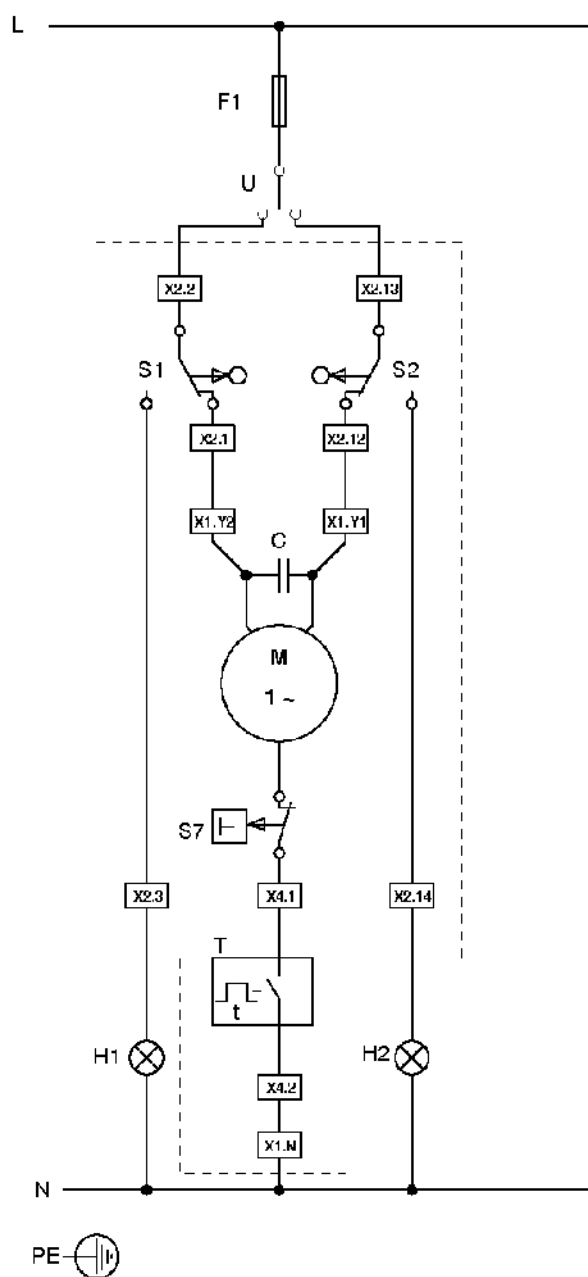 L
F1
U
X2.2
X2.13
S1
S2
X2.1
X2.12
X1.Y2
X1.Y1
C
M
1 ~
S7
X2.3
X4.1
X2.14
T
t
H1
H2
X4.2
X1.N
N
PE